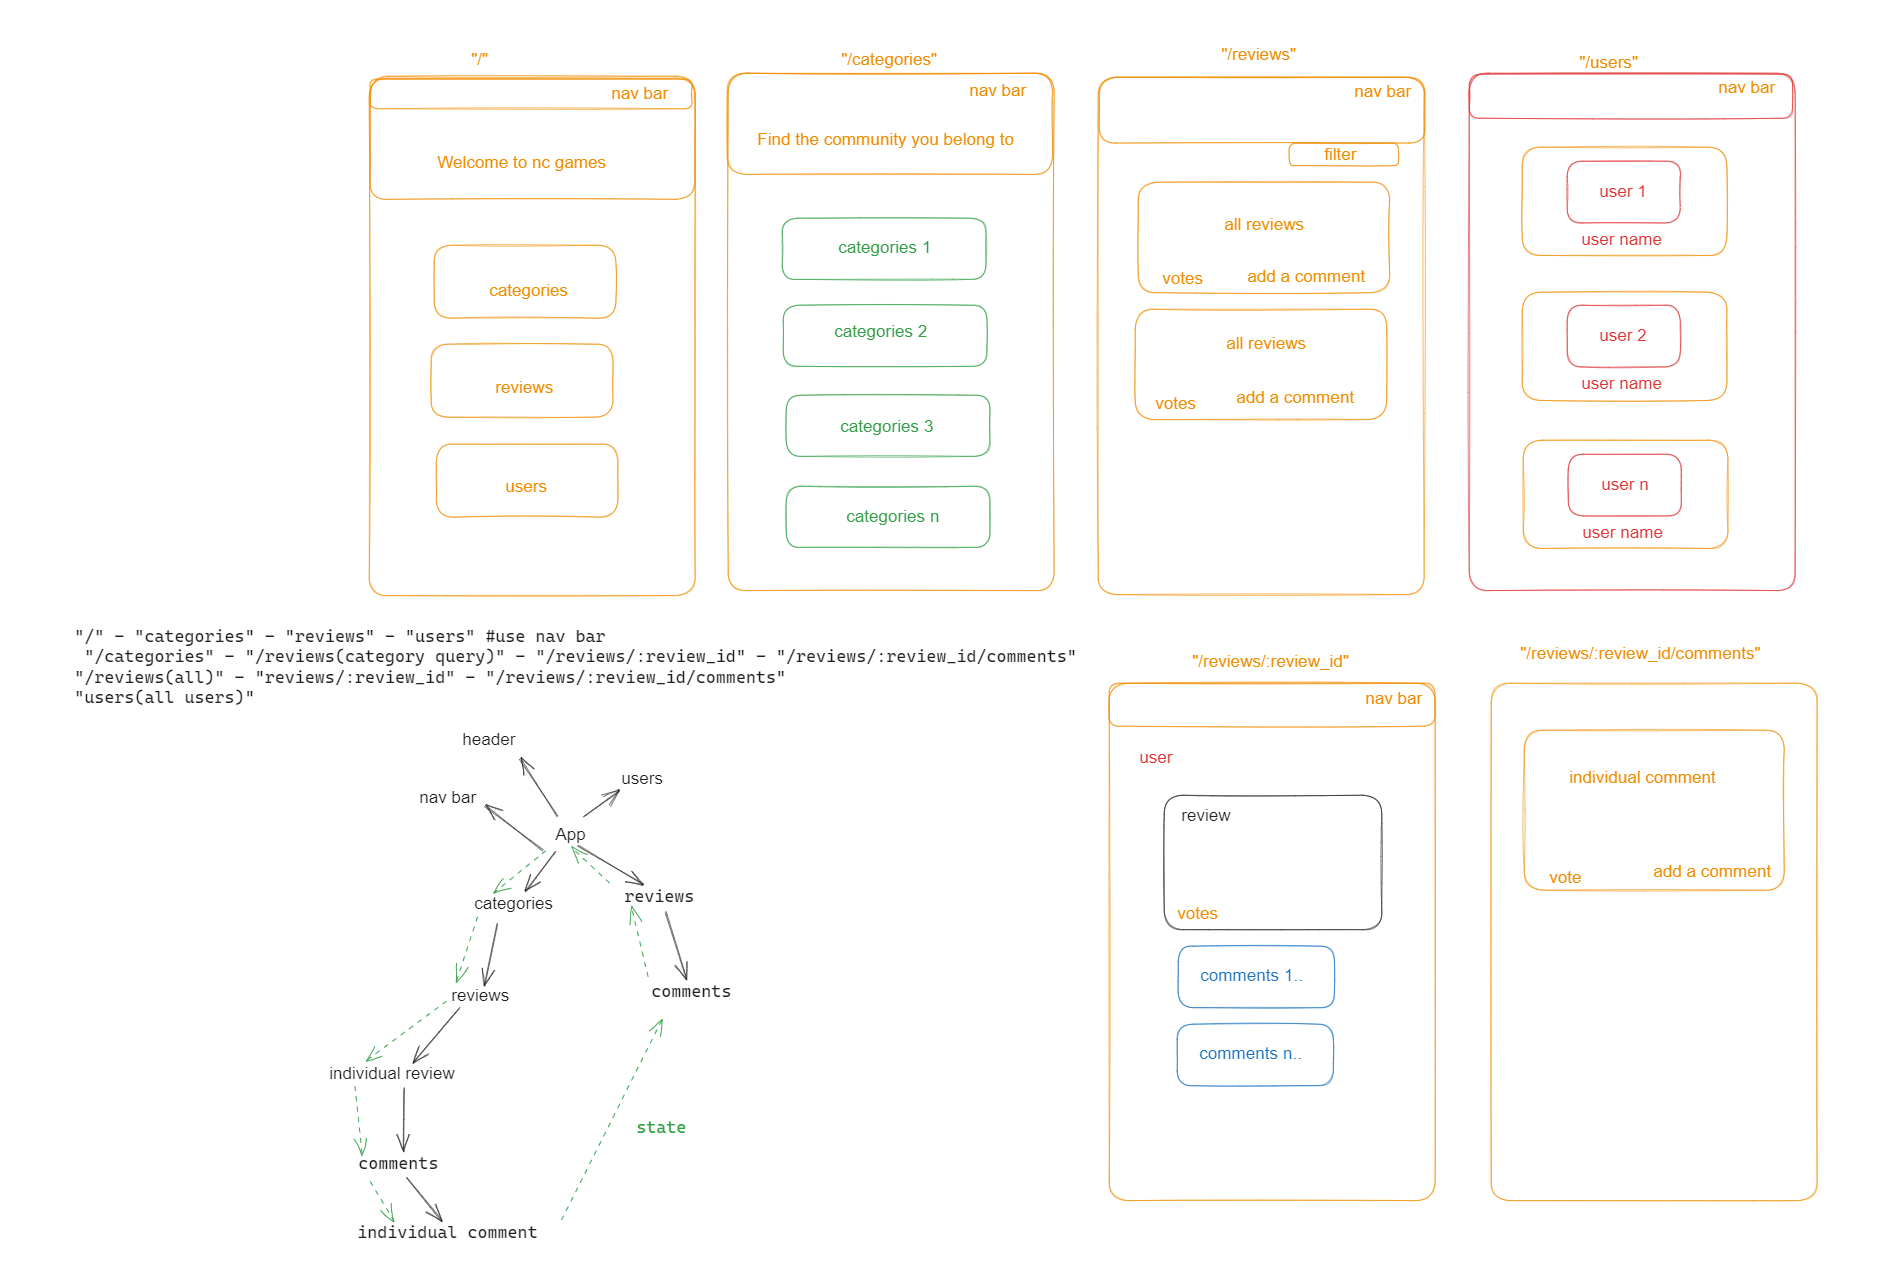 "/"
nav bar
Welcome to nc games
categories
reviews
users
"/categories"
nav bar
Find the community you belong to
categories 1
categories 2
categories 3
categories n
"/reviews"
nav bar
filter
all reviews
votes
add a comment
all reviews
votes
add a comment
"/users"
nav bar
user 1
user name
user 2
user name
user n
user name
"/" - "categories" - "reviews" - "users" #use nav bar
"/categories" - "/reviews(category query)" - "/reviews/:review_id" - "/reviews/:review_id/comments"
"/reviews(all)" - "reviews/:review_id" - "/reviews/:review_id/comments"
"users(all users)"
header
users
nav bar
App
categories
reviews
reviews
comments
individual review
state
comments
individual comment
"/reviews/:review_id"
nav bar
user
review
votes
comments 1..
comments n..
"/reviews/:review_id/comments"
individual comment
vote
add a comment